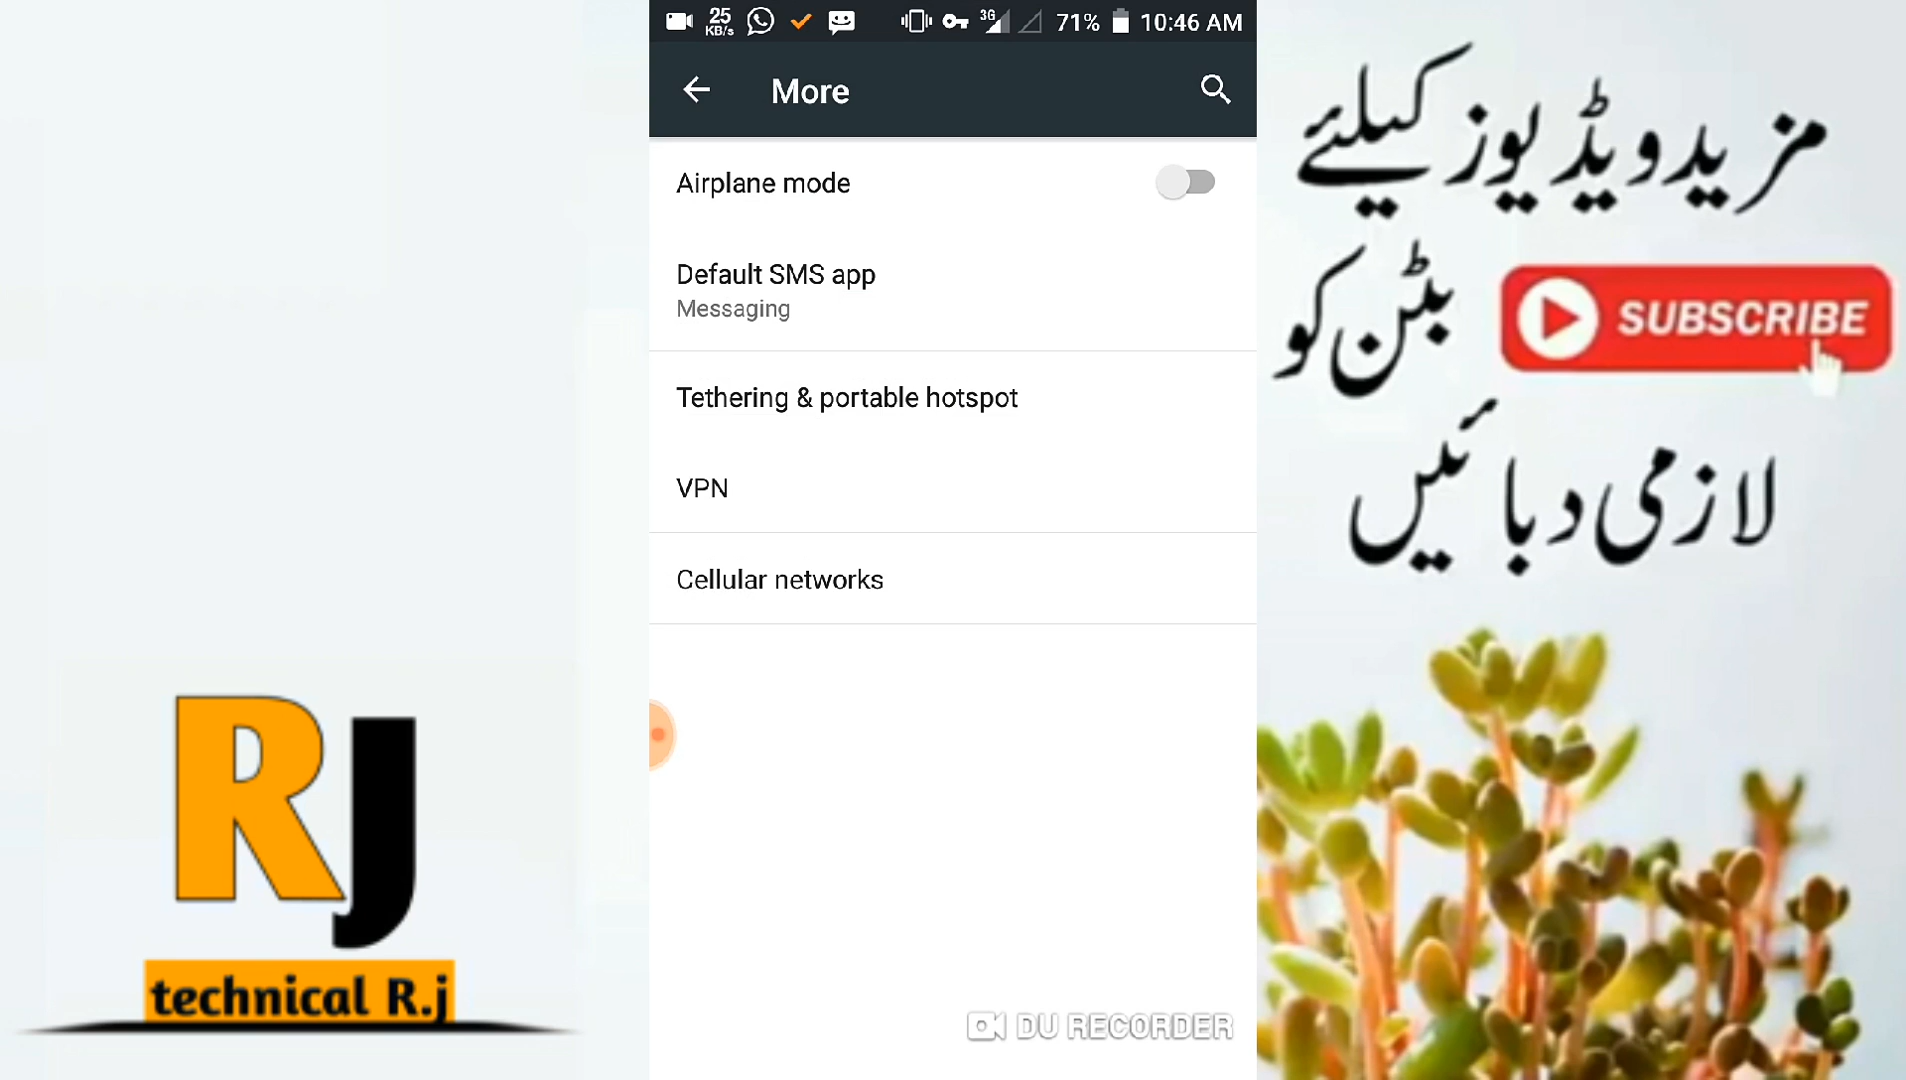 25
KB/s
3G
71%
10:46 AM
More
Airplane mode
Default SMS app
Messaging
Tethering & portable hotspot
VPN
Cellular networks
DU RECORDER
RJ
technical R.j
مزید ویڈیوز کیلئے
بٹن کو SUBSCRIBE
لازمی دبائیں